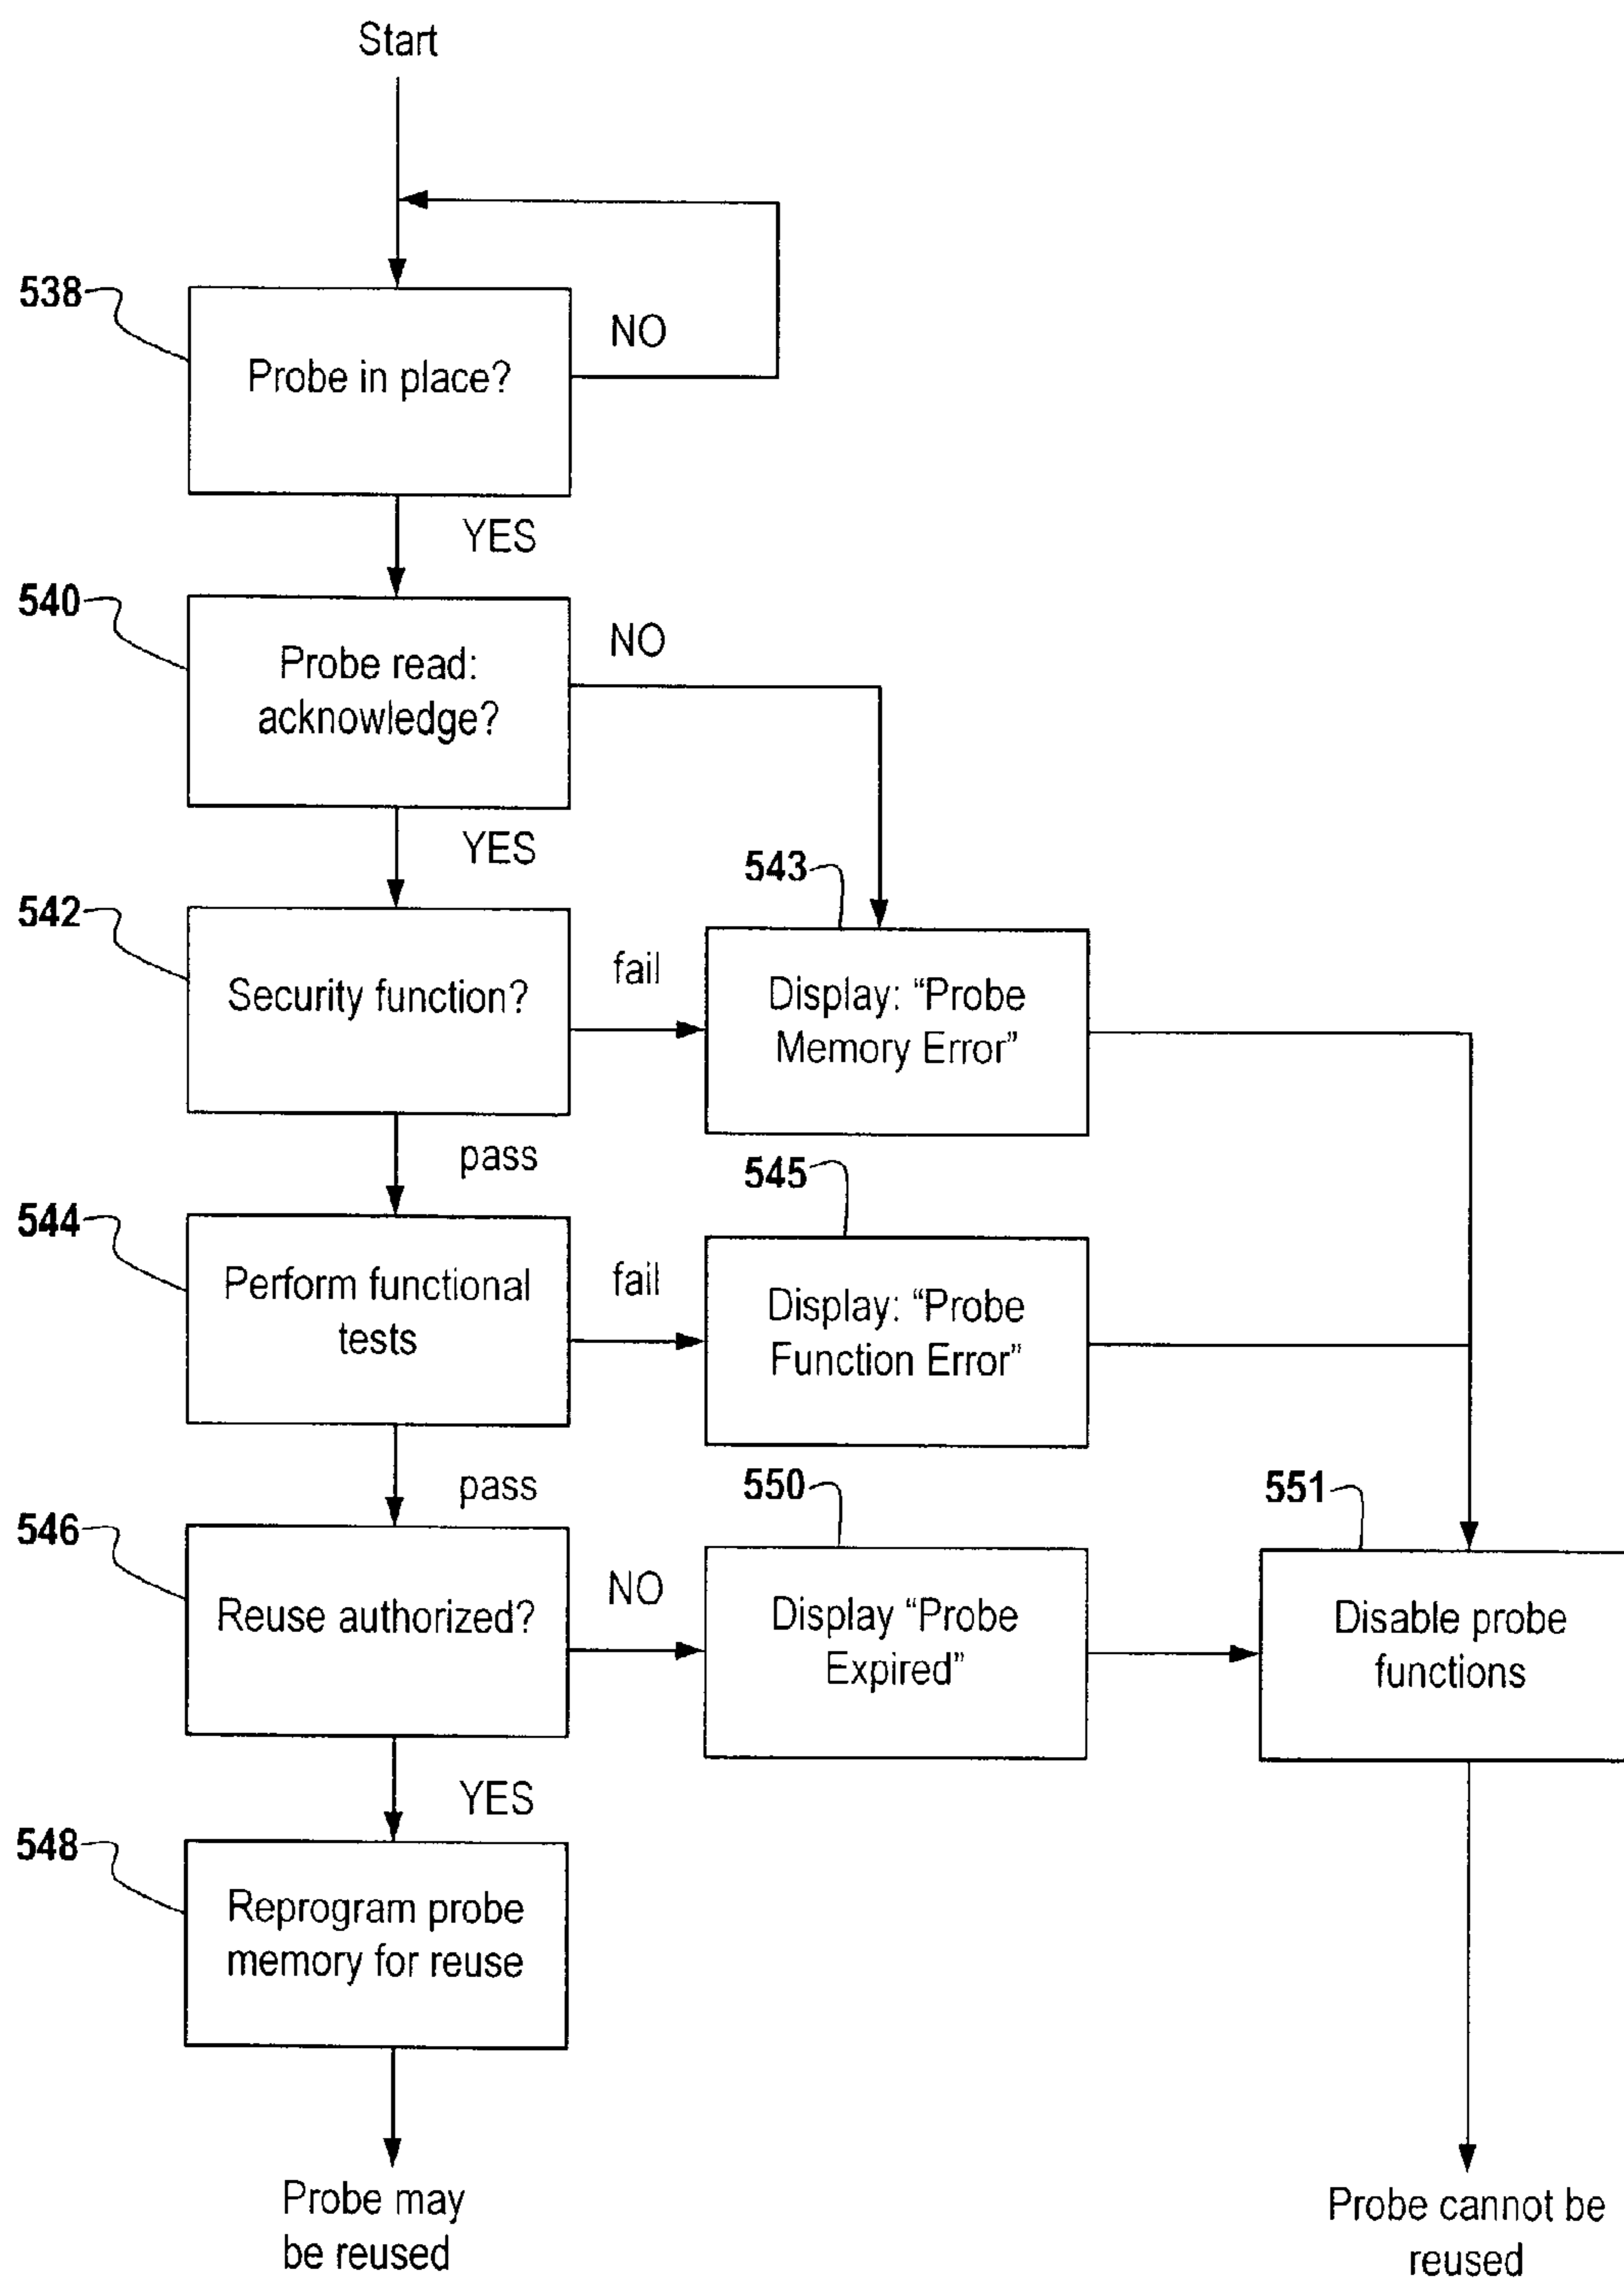 Start
538
Probe in place?
NO
YES
540
Probe read:
acknowledge?
NO
YES
542
Security function?
fail
543
Display: “Probe
Memory Error”
pass
544
Perform functional
tests
fail
545
Display: “Probe
Function Error”
pass
546
Reuse authorized?
NO
550
Display “Probe
Expired”
551
Disable probe
functions
YES
548
Reprogram probe
memory for reuse
Probe may
be reused
Probe cannot be
reused